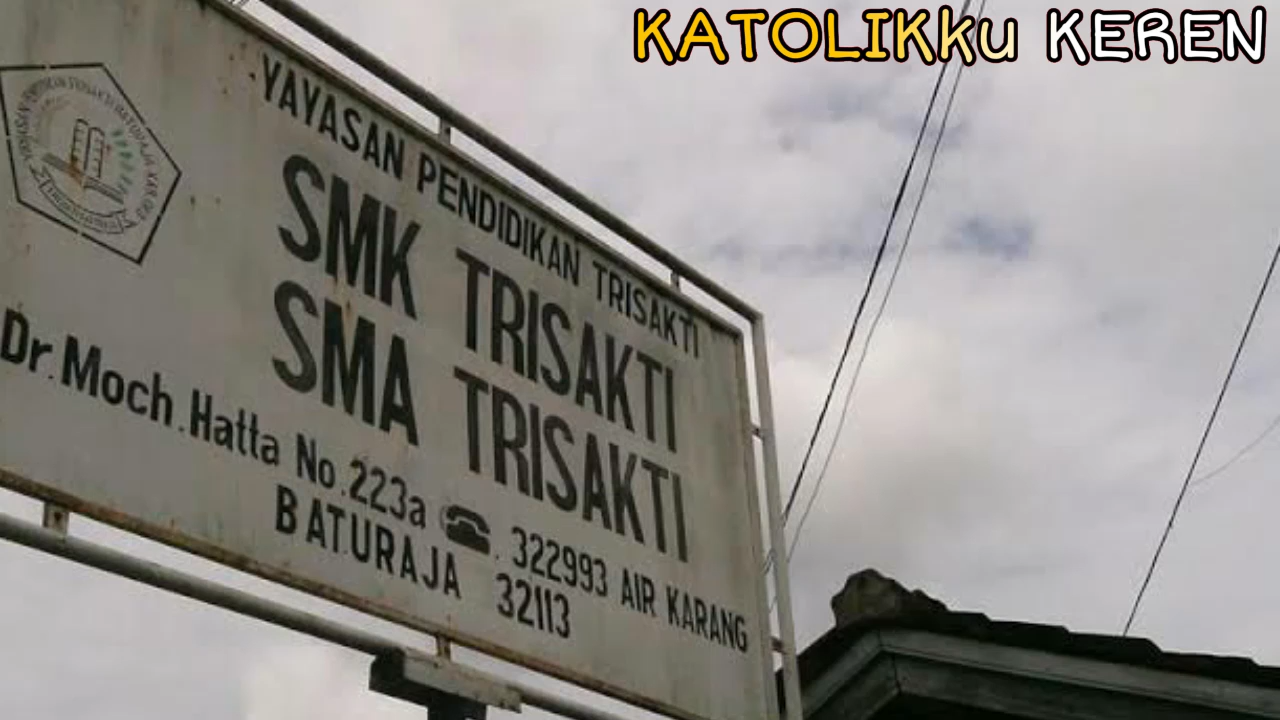 KATOLIKku KEREN
YAYASAN PENDIDIKAN TRISAKTI
SMK TRISAKTI
SMA TRISAKTI
Dr.Moch.Hatta No.223a ☎. 322993 AIR KARANG
BATURAJA 32113